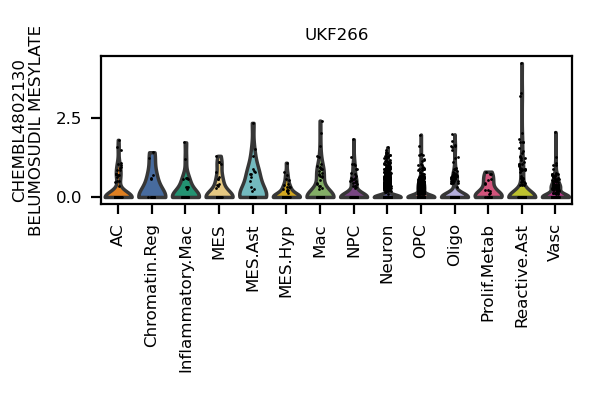 UKF266
CHEMBL4802130
BELUMOSUDIL MESYLATE
2.5
0.0
AC
Chromatin.Reg
Inflammatory.Mac
MES
MES.Ast
MES.Hyp
Mac
NPC
Neuron
OPC
Oligo
Prolif.Metab
Reactive.Ast
Vasc